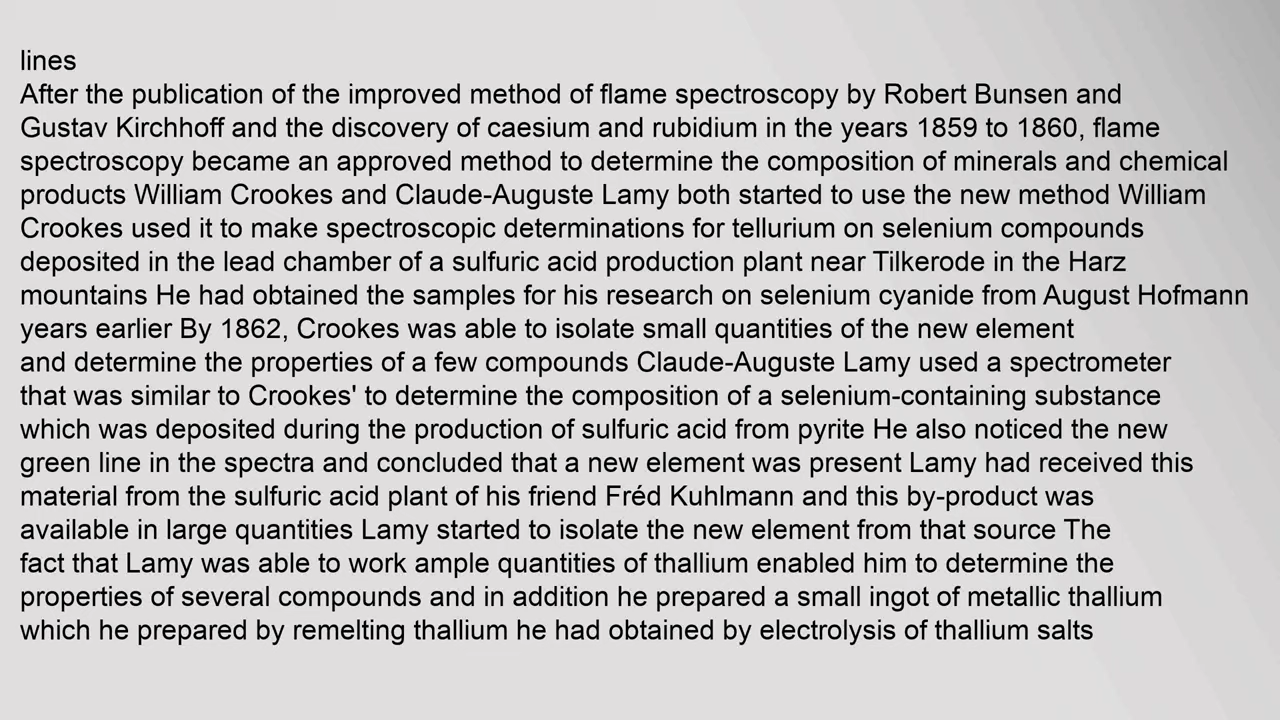 lines
After the publication of the improved method of flame spectroscopy by Robert Bunsen and
Gustav Kirchhoff and the discovery of caesium and rubidium in the years 1859 to 1860, flame
spectroscopy became an approved method to determine the composition of minerals and chemical
products William Crookes and Claude-Auguste Lamy both started to use the new method William
Crookes used it to make spectroscopic determinations for tellurium on selenium compounds
deposited in the lead chamber of a sulfuric acid production plant near Tilkerode in the Harz
mountains He had obtained the samples for his research on selenium cyanide from August Hofmann
years earlier By 1862, Crookes was able to isolate small quantities of the new element
and determine the properties of a few compounds Claude-Auguste Lamy used a spectrometer
that was similar to Crookes' to determine the composition of a selenium-containing substance
which was deposited during the production of sulfuric acid from pyrite He also noticed the new
green line in the spectra and concluded that a new element was present Lamy had received this
material from the sulfuric acid plant of his friend Fréd Kuhlmann and this by-product was
available in large quantities Lamy started to isolate the new element from that source The
fact that Lamy was able to work ample quantities of thallium enabled him to determine the
properties of several compounds and in addition he prepared a small ingot of metallic thallium
which he prepared by remelting thallium he had obtained by electrolysis of thallium salts